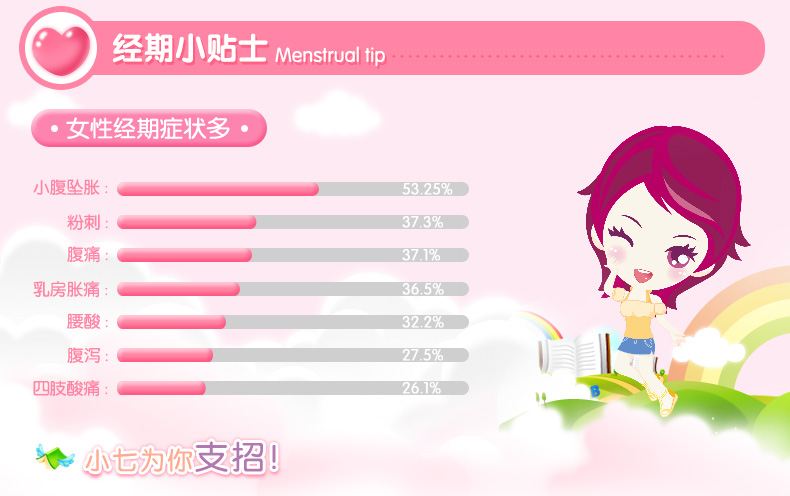 经期小贴士 Menstrual tip
·女性经期症状多·
小腹坠胀: 53.25%
粉刺: 37.3%
腹痛: 37.1%
乳房胀痛: 36.5%
腰酸: 32.2%
腹泻: 27.5%
四肢酸痛: 26.1%
B
小七为你支招!